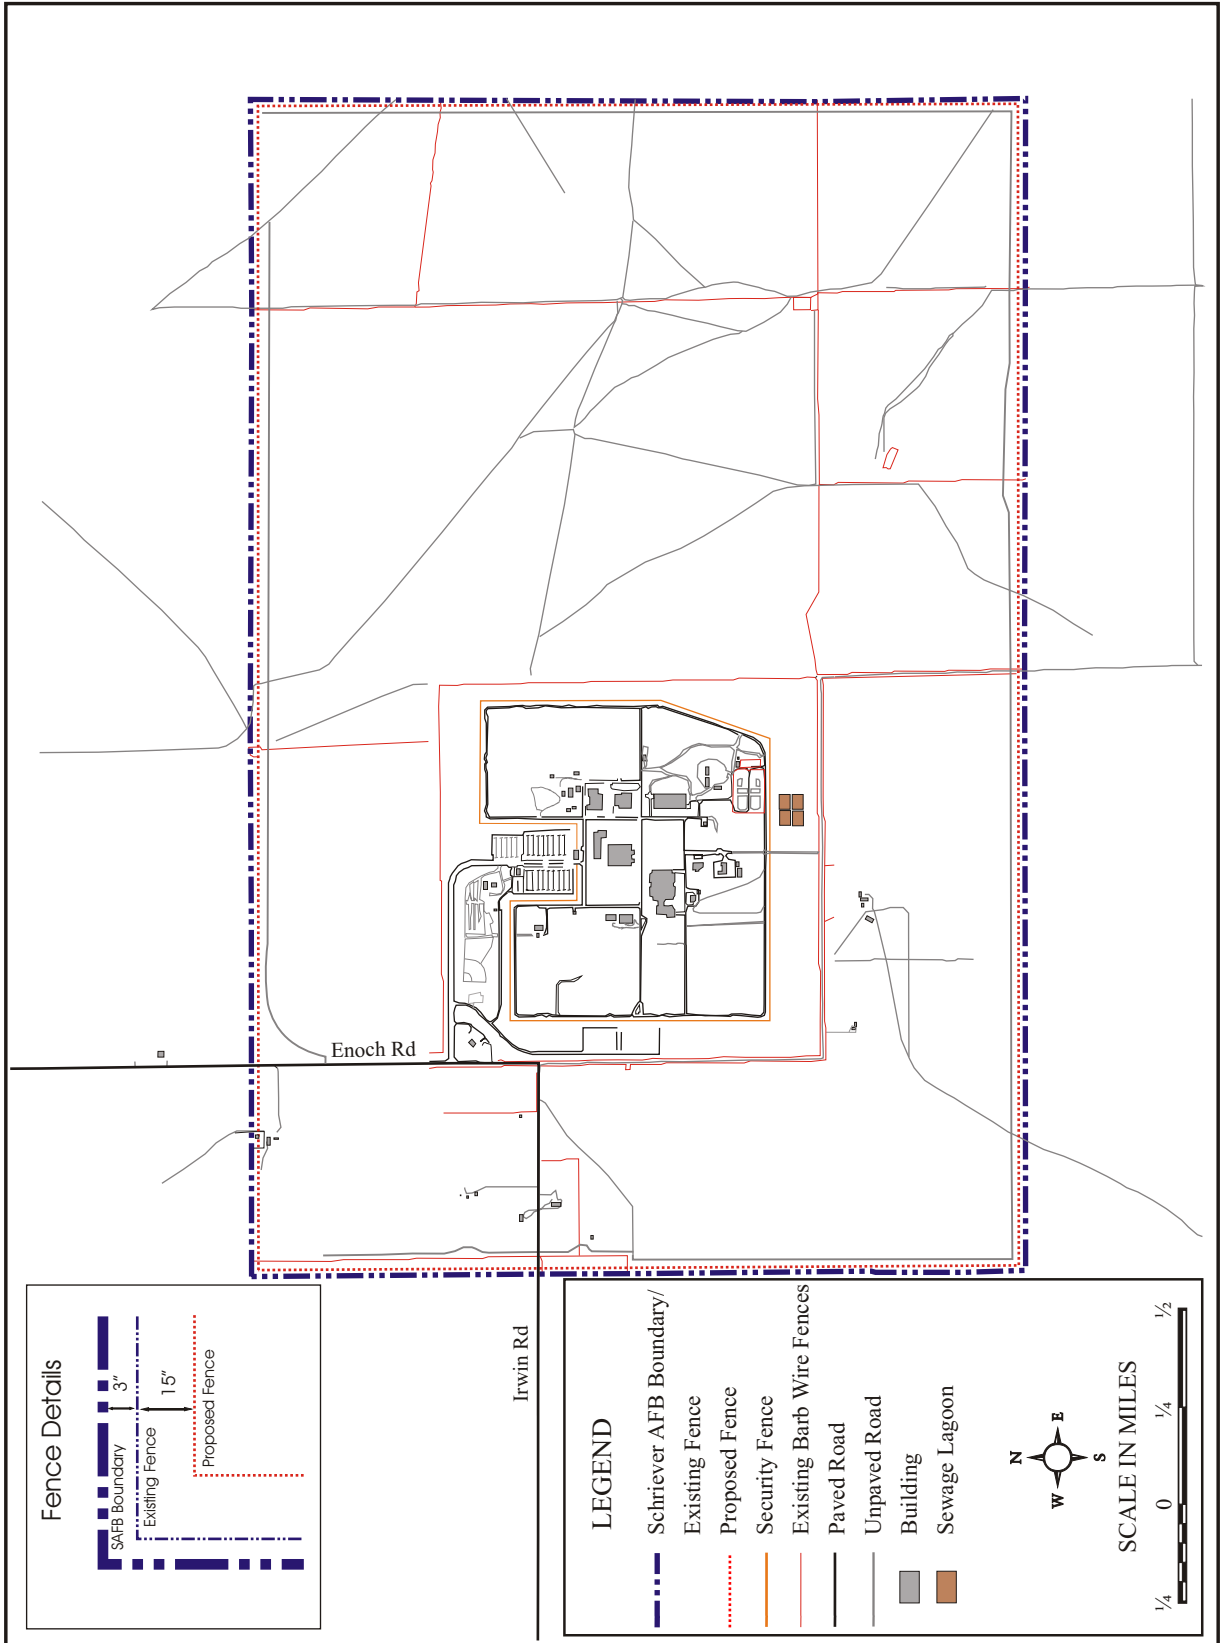 Enoch Rd
Irwin Rd
Fence Details
SAFB Boundary
3"
Existing Fence
15"
Proposed Fence
LEGEND
Schriever AFB Boundary/
Existing Fence
Proposed Fence
Security Fence
Existing Barb Wire Fences
Paved Road
Unpaved Road
Building
Sewage Lagoon
N
W
E
S
SCALE IN MILES
¼ 0 ¼ ½